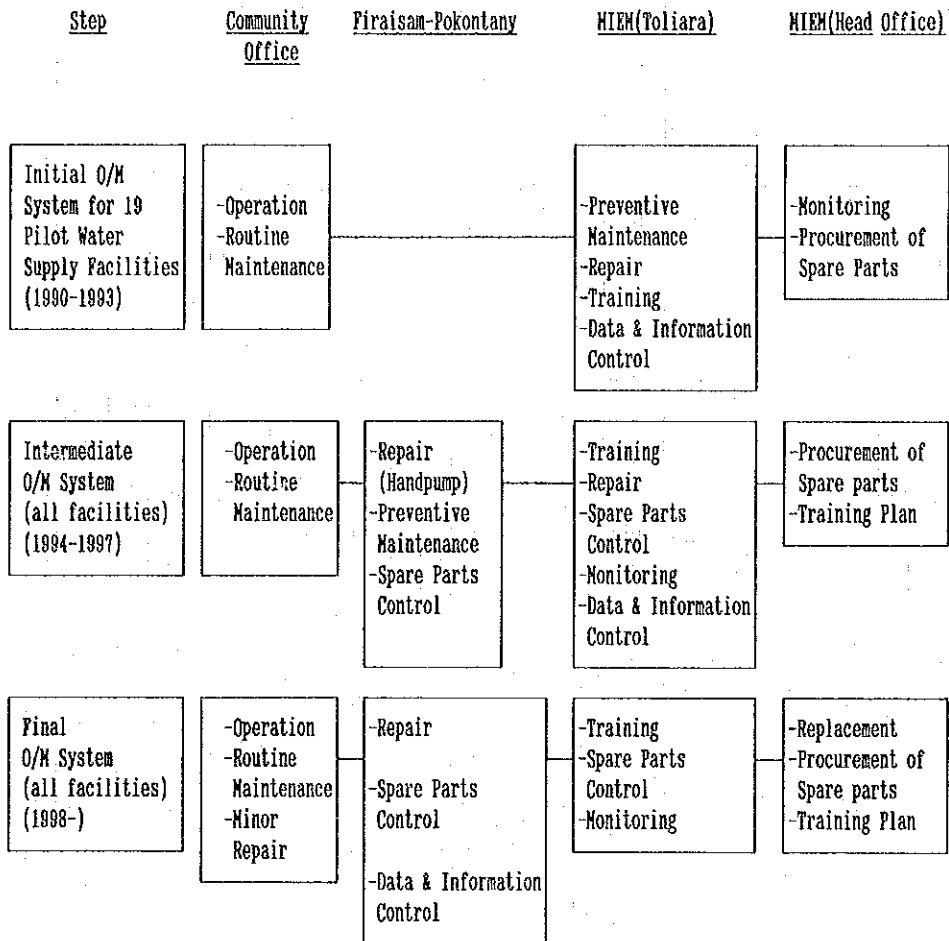 Step
Community
Office
Firaisam-Pokontany
MIEM(Toliara)
MIEM(Head Office)
Initial O/M
System for 19
Pilot Water
Supply Facilities
(1990-1993)
-Operation
-Routine
Maintenance
-Preventive
Maintenance
-Repair
-Training
-Data & Information
Control
-Monitoring
-Procurement of
Spare Parts
Intermediate
O/M System
(all facilities)
(1994-1997)
-Operation
-Routine
Maintenance
-Repair
(Handpump)
-Preventive
Maintenance
-Spare Parts
Control
-Training
-Repair
-Spare Parts
Control
-Monitoring
-Data & Information
Control
-Procurement of
Spare parts
-Training Plan
Final
O/M System
(all facilities)
(1998-)
-Operation
-Routine
Maintenance
-Minor
Repair
-Repair
-Spare Parts
Control
-Data & Information
Control
-Training
-Spare Parts
Control
-Monitoring
-Replacement
-Procurement of
Spare parts
-Training Plan